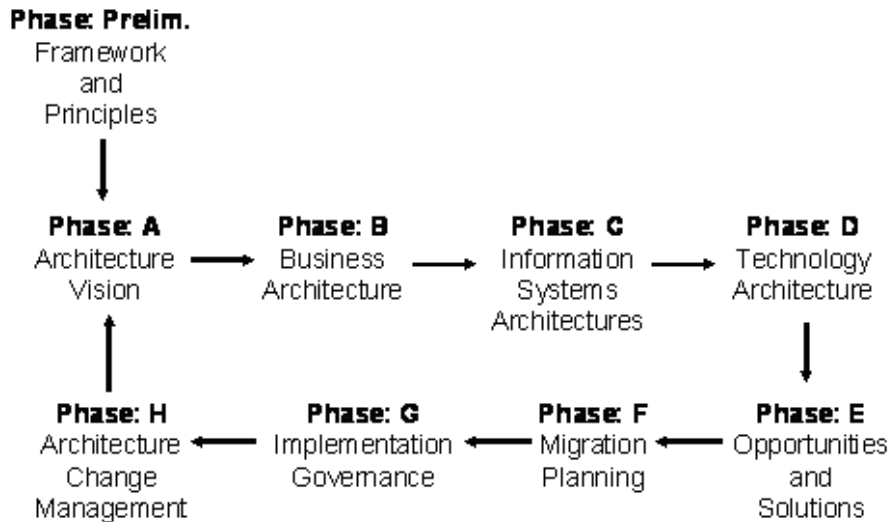 Phase: Prelim.
Framework
and
Principles
Phase: A
Architecture
Vision
Phase: B
Business
Architecture
Phase: C
Information
Systems
Architectures
Phase: D
Technology
Architecture
Phase: H
Architecture
Change
Management
Phase: G
Implementation
Governance
Phase: F
Migration
Planning
Phase: E
Opportunities
and
Solutions